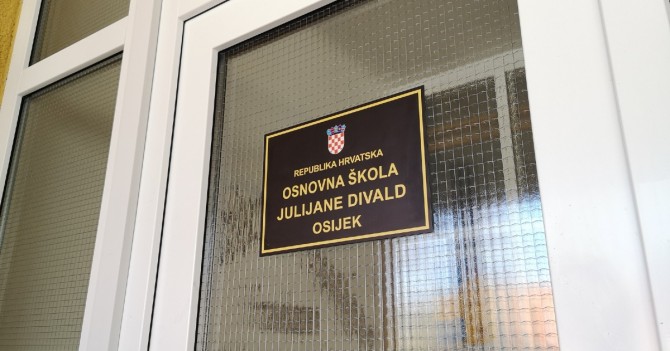 REPUBLIKA HRVATSKA
OSNOVNA ŠKOLA
JULIJANE DIVALD
OSIJEK